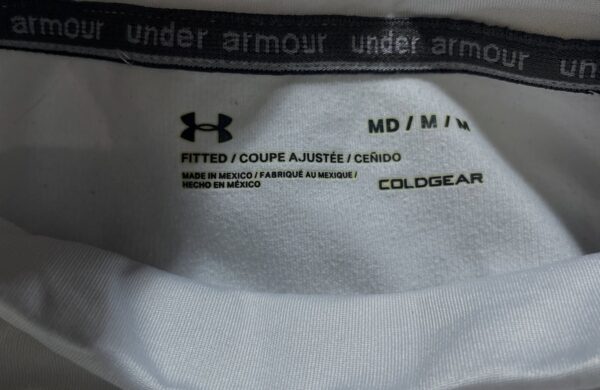 armour under armour under armour un
MD / M / M
FITTED / COUPE AJUSTÉE / CEÑIDO
MADE IN MEXICO / FABRIQUÉ AU MEXIQUE /
HECHO EN MÉXICO
COLDGEAR